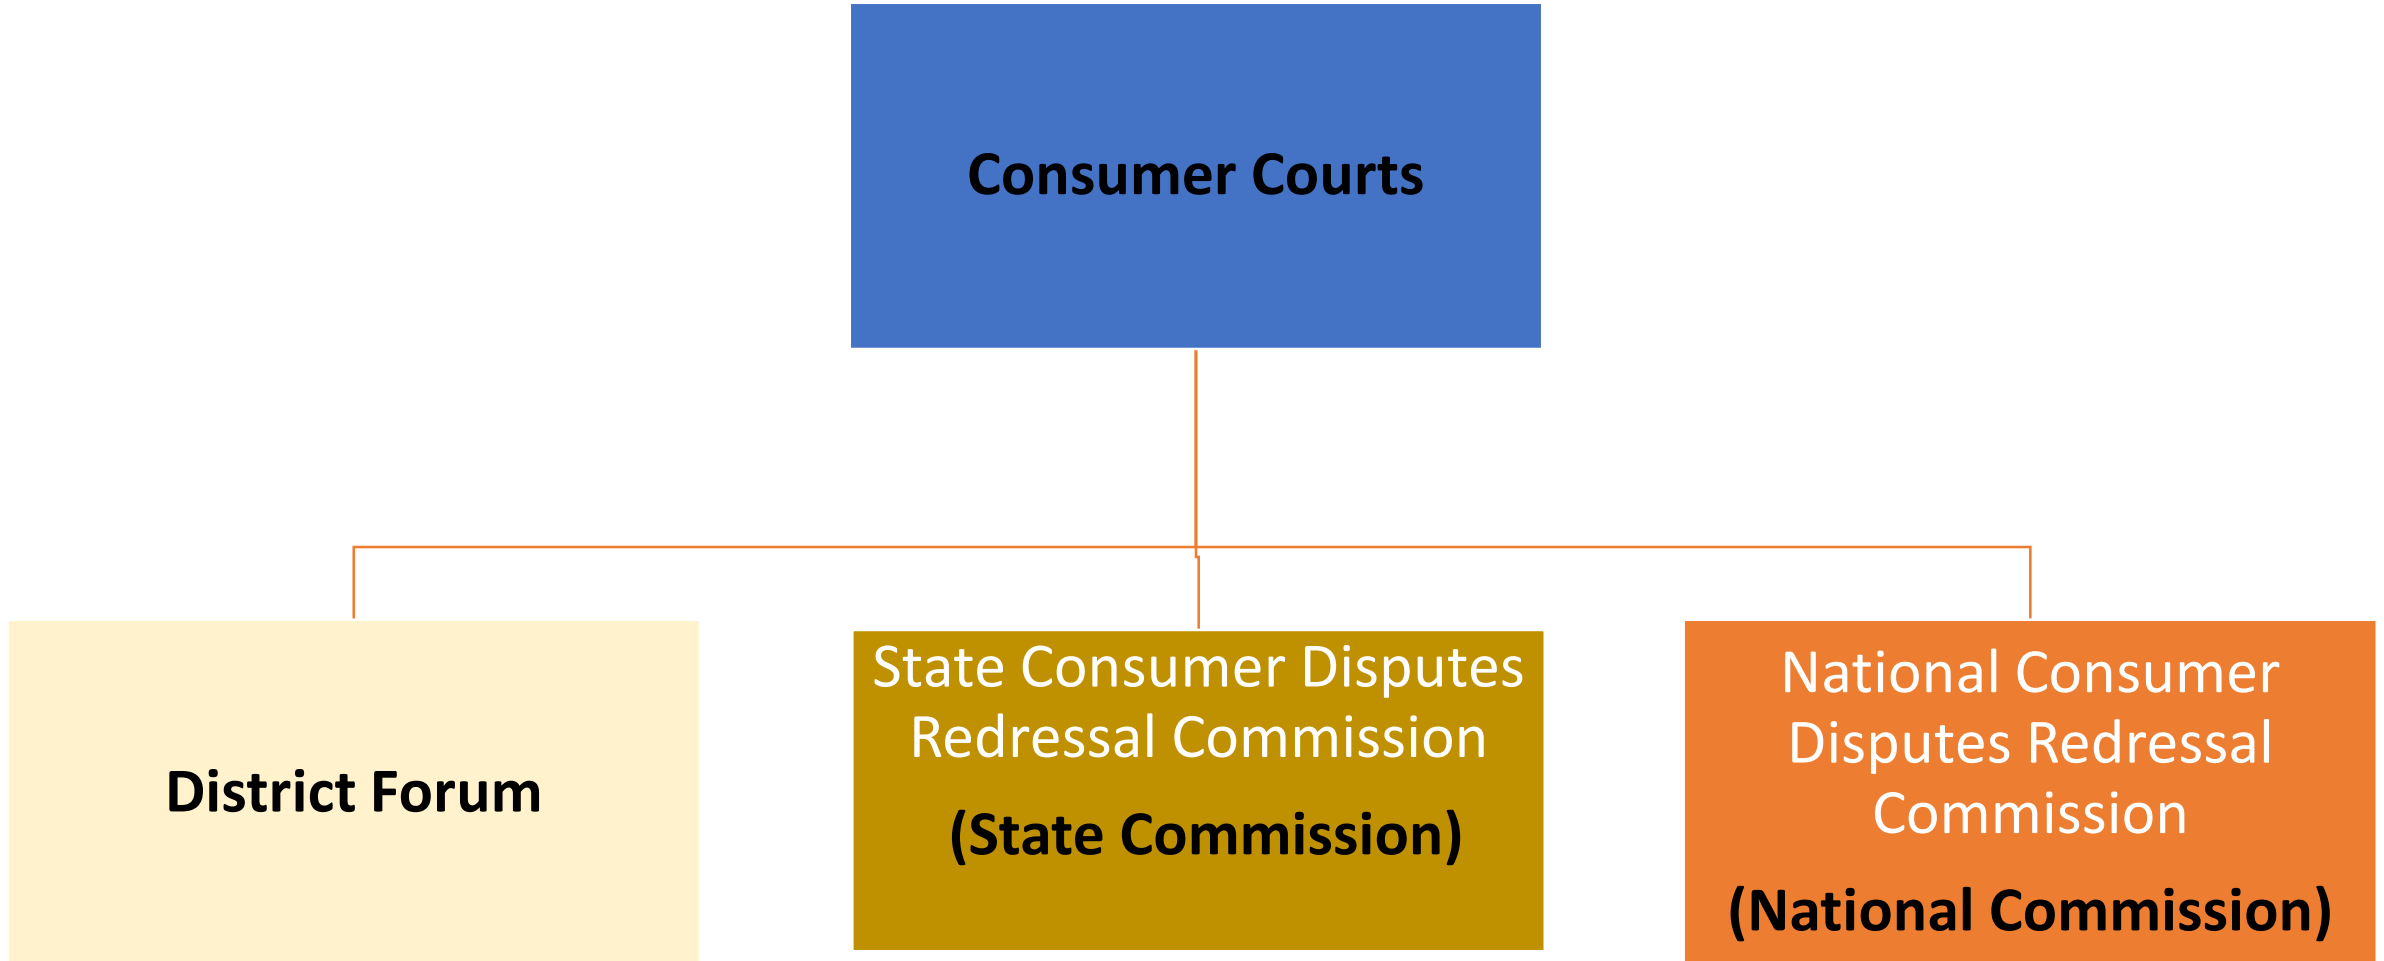 Consumer Courts
District Forum
State Consumer Disputes
Redressal Commission
(State Commission)
National Consumer
Disputes Redressal
Commission
(National Commission)